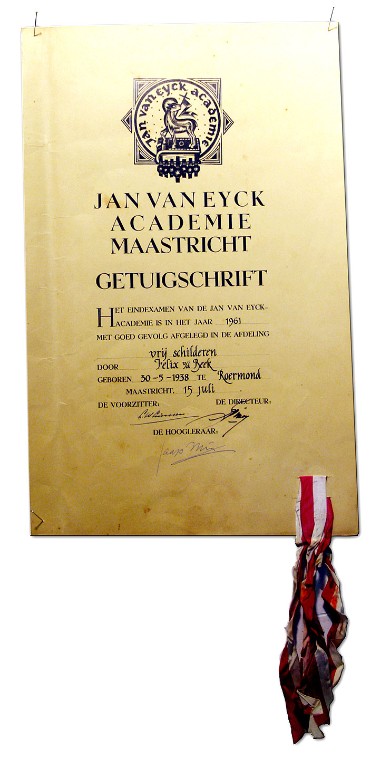 jan van eyck academie
JAN VAN EYCK
ACADEMIE
MAASTRICHT
GETUIGSCHRIFT
HET EINDEXAMEN VAN DE JAN VAN EYCK-
ACADEMIE IS IN HET JAAR 1961
MET GOED GEVOLG AFGELEGD IN DE AFDELING
vrij schilderen
DOOR Felix v.d. Beek
GEBOREN 30-5-1938 TE Roermond
MAASTRICHT, 15 juli
DE VOORZITTER: DE DIRECTEUR:
DE HOOGLERAAR: